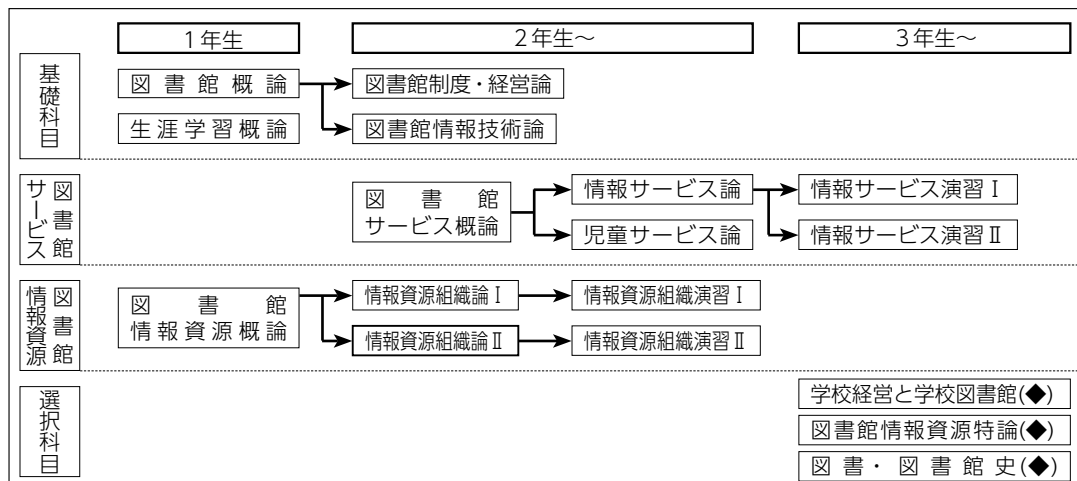 1年生 2年生～ 3年生～
基礎科目
図書館概論 図書館制度・経営論
生涯学習概論 図書館情報技術論
図書館サービス
図書館
サービス概論
情報サービス論 情報サービス演習Ⅰ
児童サービス論 情報サービス演習Ⅱ
図書館情報資源
図書館
情報資源概論
情報資源組織論Ⅰ 情報資源組織演習Ⅰ
情報資源組織論Ⅱ 情報資源組織演習Ⅱ
選択科目
学校経営と学校図書館(◆)
図書館情報資源特論(◆)
図書・図書館史(◆)